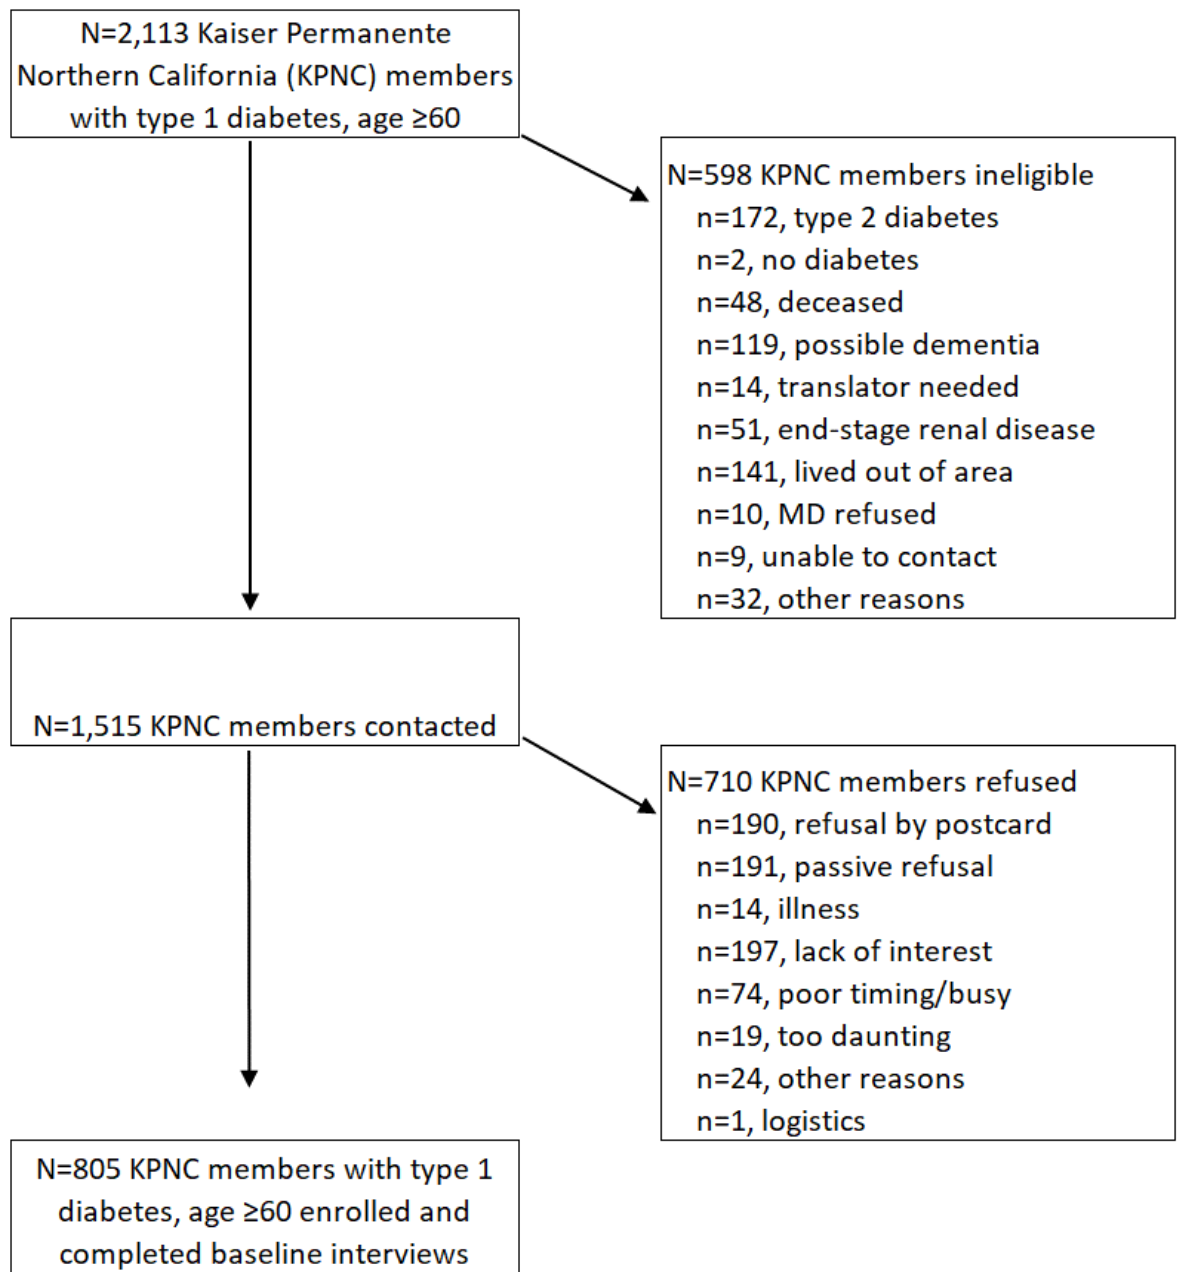 N=2,113 Kaiser Permanente
Northern California (KPNC) members
with type 1 diabetes, age ≥60
N=598 KPNC members ineligible
n=172, type 2 diabetes
n=2, no diabetes
n=48, deceased
n=119, possible dementia
n=14, translator needed
n=51, end-stage renal disease
n=141, lived out of area
n=10, MD refused
n=9, unable to contact
n=32, other reasons
N=1,515 KPNC members contacted
N=710 KPNC members refused
n=190, refusal by postcard
n=191, passive refusal
n=14, illness
n=197, lack of interest
n=74, poor timing/busy
n=19, too daunting
n=24, other reasons
n=1, logistics
N=805 KPNC members with type 1
diabetes, age ≥60 enrolled and
completed baseline interviews